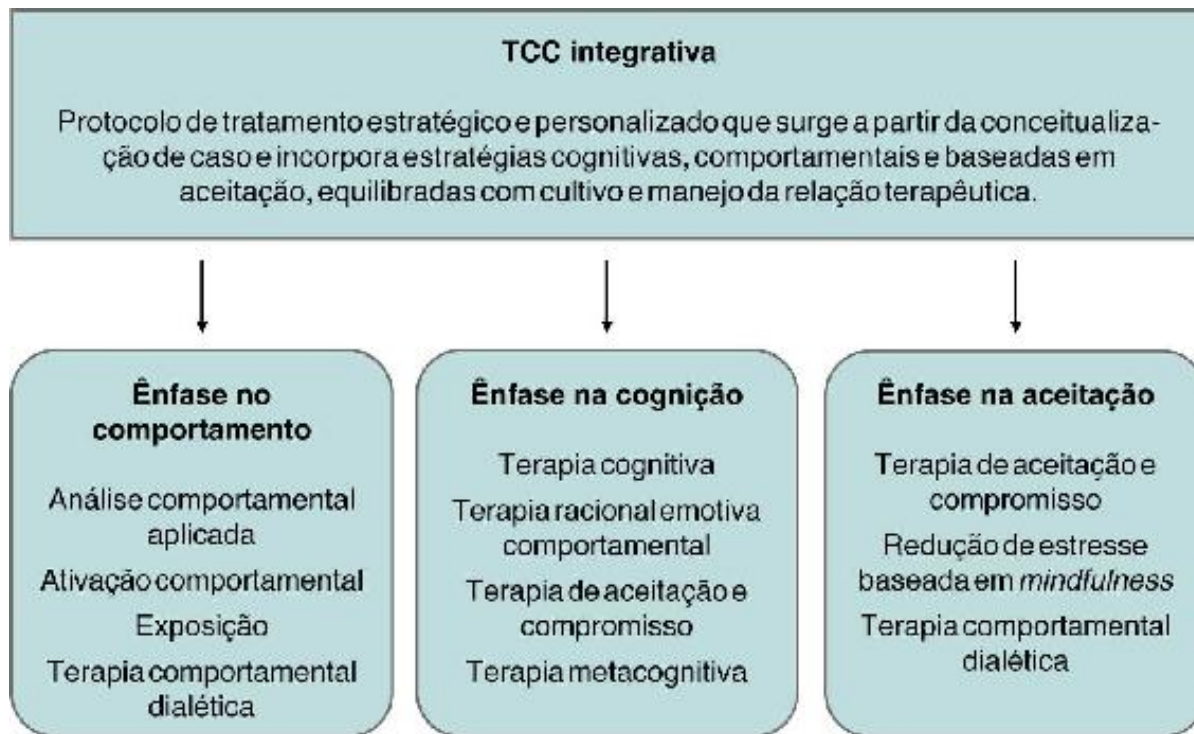 TCC integrativa
Protocolo de tratamento estratégico e personalizado que surge a partir da conceitualiza-
ção de caso e incorpora estratégias cognitivas, comportamentais e baseadas em
aceitação, equilibradas com cultivo e manejo da relação terapêutica.
Ênfase no
comportamento
Análise comportamental
aplicada
Ativação comportamental
Exposição
Terapia comportamental
dialética
Ênfase na cognição
Terapia cognitiva
Terapia racional emotiva
comportamental
Terapia de aceitação e
compromisso
Terapia metacognitiva
Ênfase na aceitação
Terapia de aceitação e
compromisso
Redução de estresse
baseada em mindfulness
Terapia comportamental
dialética